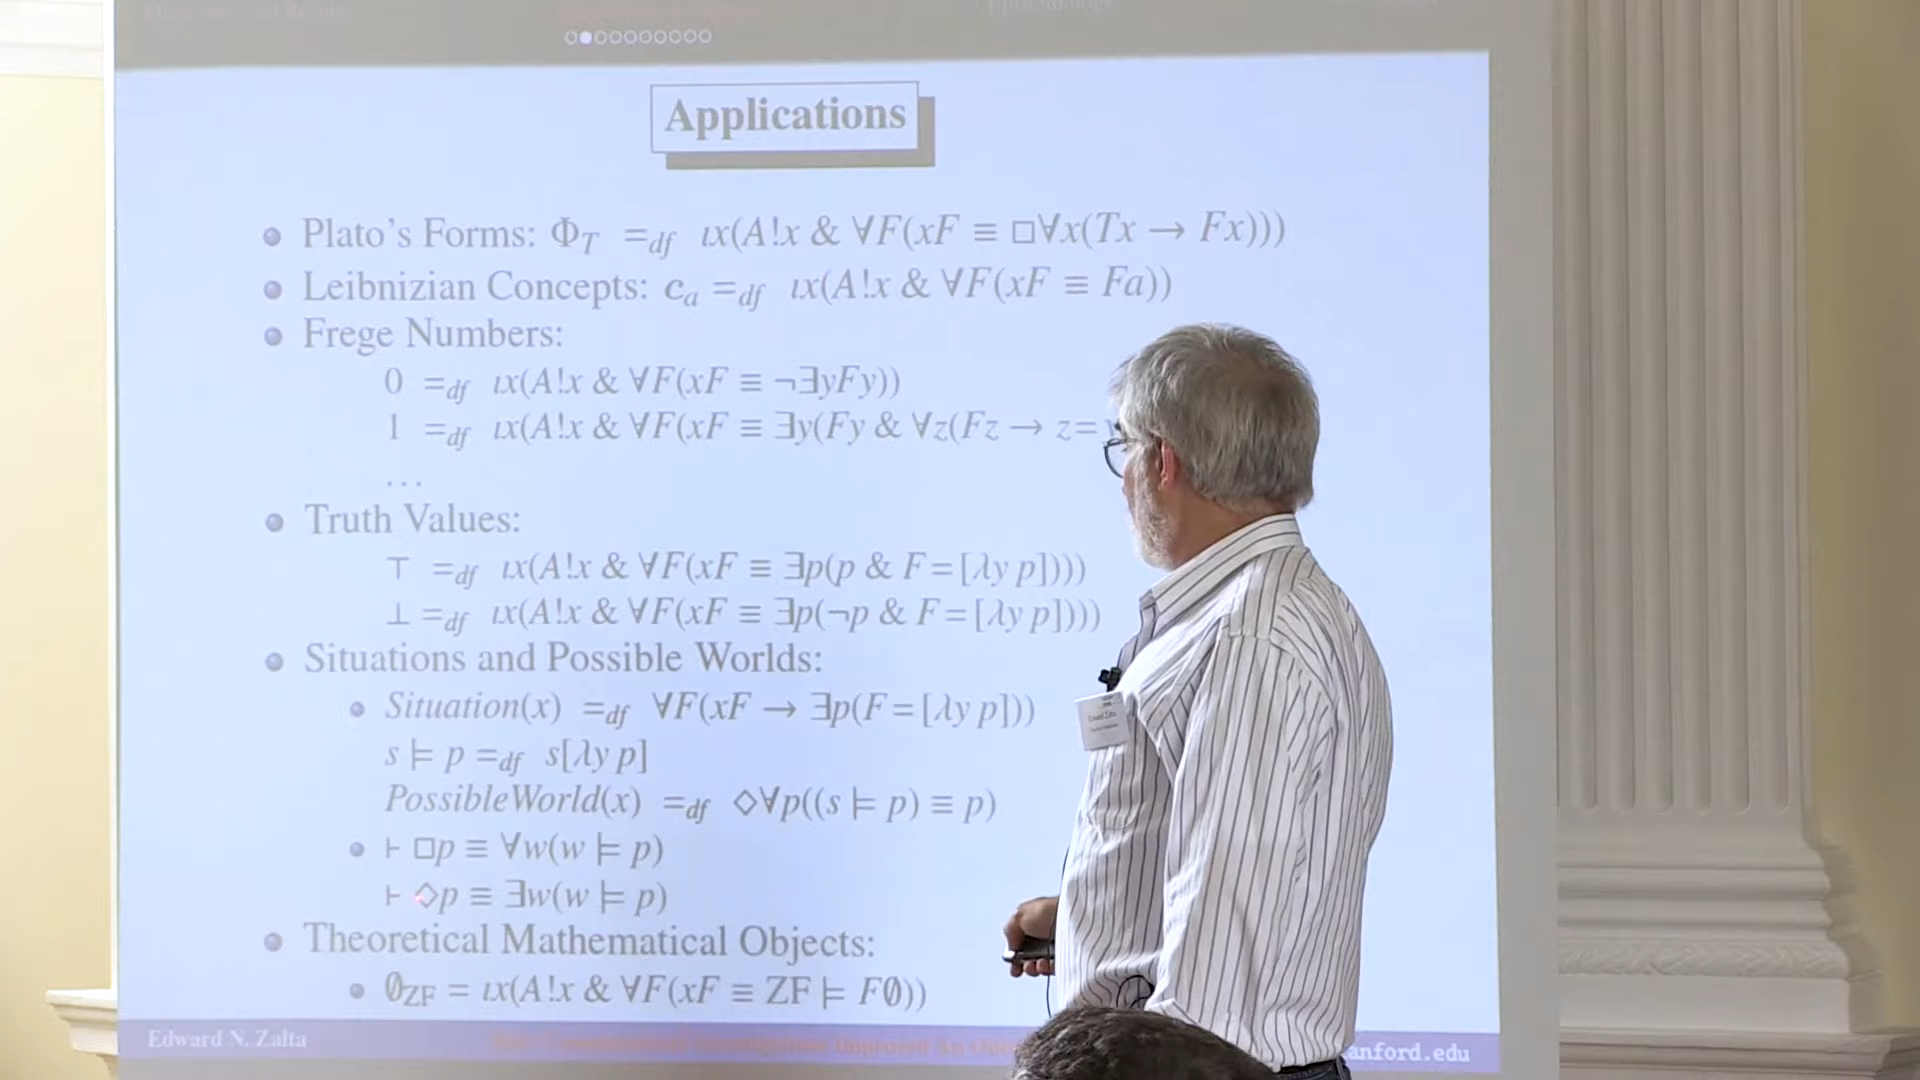 Applications
• Plato's Forms: Φ_T =_df ιx(A!x & ∀F(xF ≡ □∀x(Tx → Fx)))
• Leibnizian Concepts: c_a =_df ιx(A!x & ∀F(xF ≡ Fa))
• Frege Numbers:
0 =_df ιx(A!x & ∀F(xF ≡ ¬∃yFy))
1 =_df ιx(A!x & ∀F(xF ≡ ∃y(Fy & ∀z(Fz → z=
...
• Truth Values:
⊤ =_df ιx(A!x & ∀F(xF ≡ ∃p(p & F=[λy p])))
⊥ =_df ιx(A!x & ∀F(xF ≡ ∃p(¬p & F=[λy p])))
• Situations and Possible Worlds:
• Situation(x) =_df ∀F(xF → ∃p(F=[λy p]))
s ⊨ p =_df s[λy p]
PossibleWorld(x) =_df ◇∀p((s ⊨ p) ≡ p)
• ⊢ □p ≡ ∀w(w ⊨ p)
⊢ ◇p ≡ ∃w(w ⊨ p)
• Theoretical Mathematical Objects:
• ∅_ZF = ιx(A!x & ∀F(xF ≡ ZF ⊨ F∅))
Edward N. Zalta
anford.edu
Edward Zalta